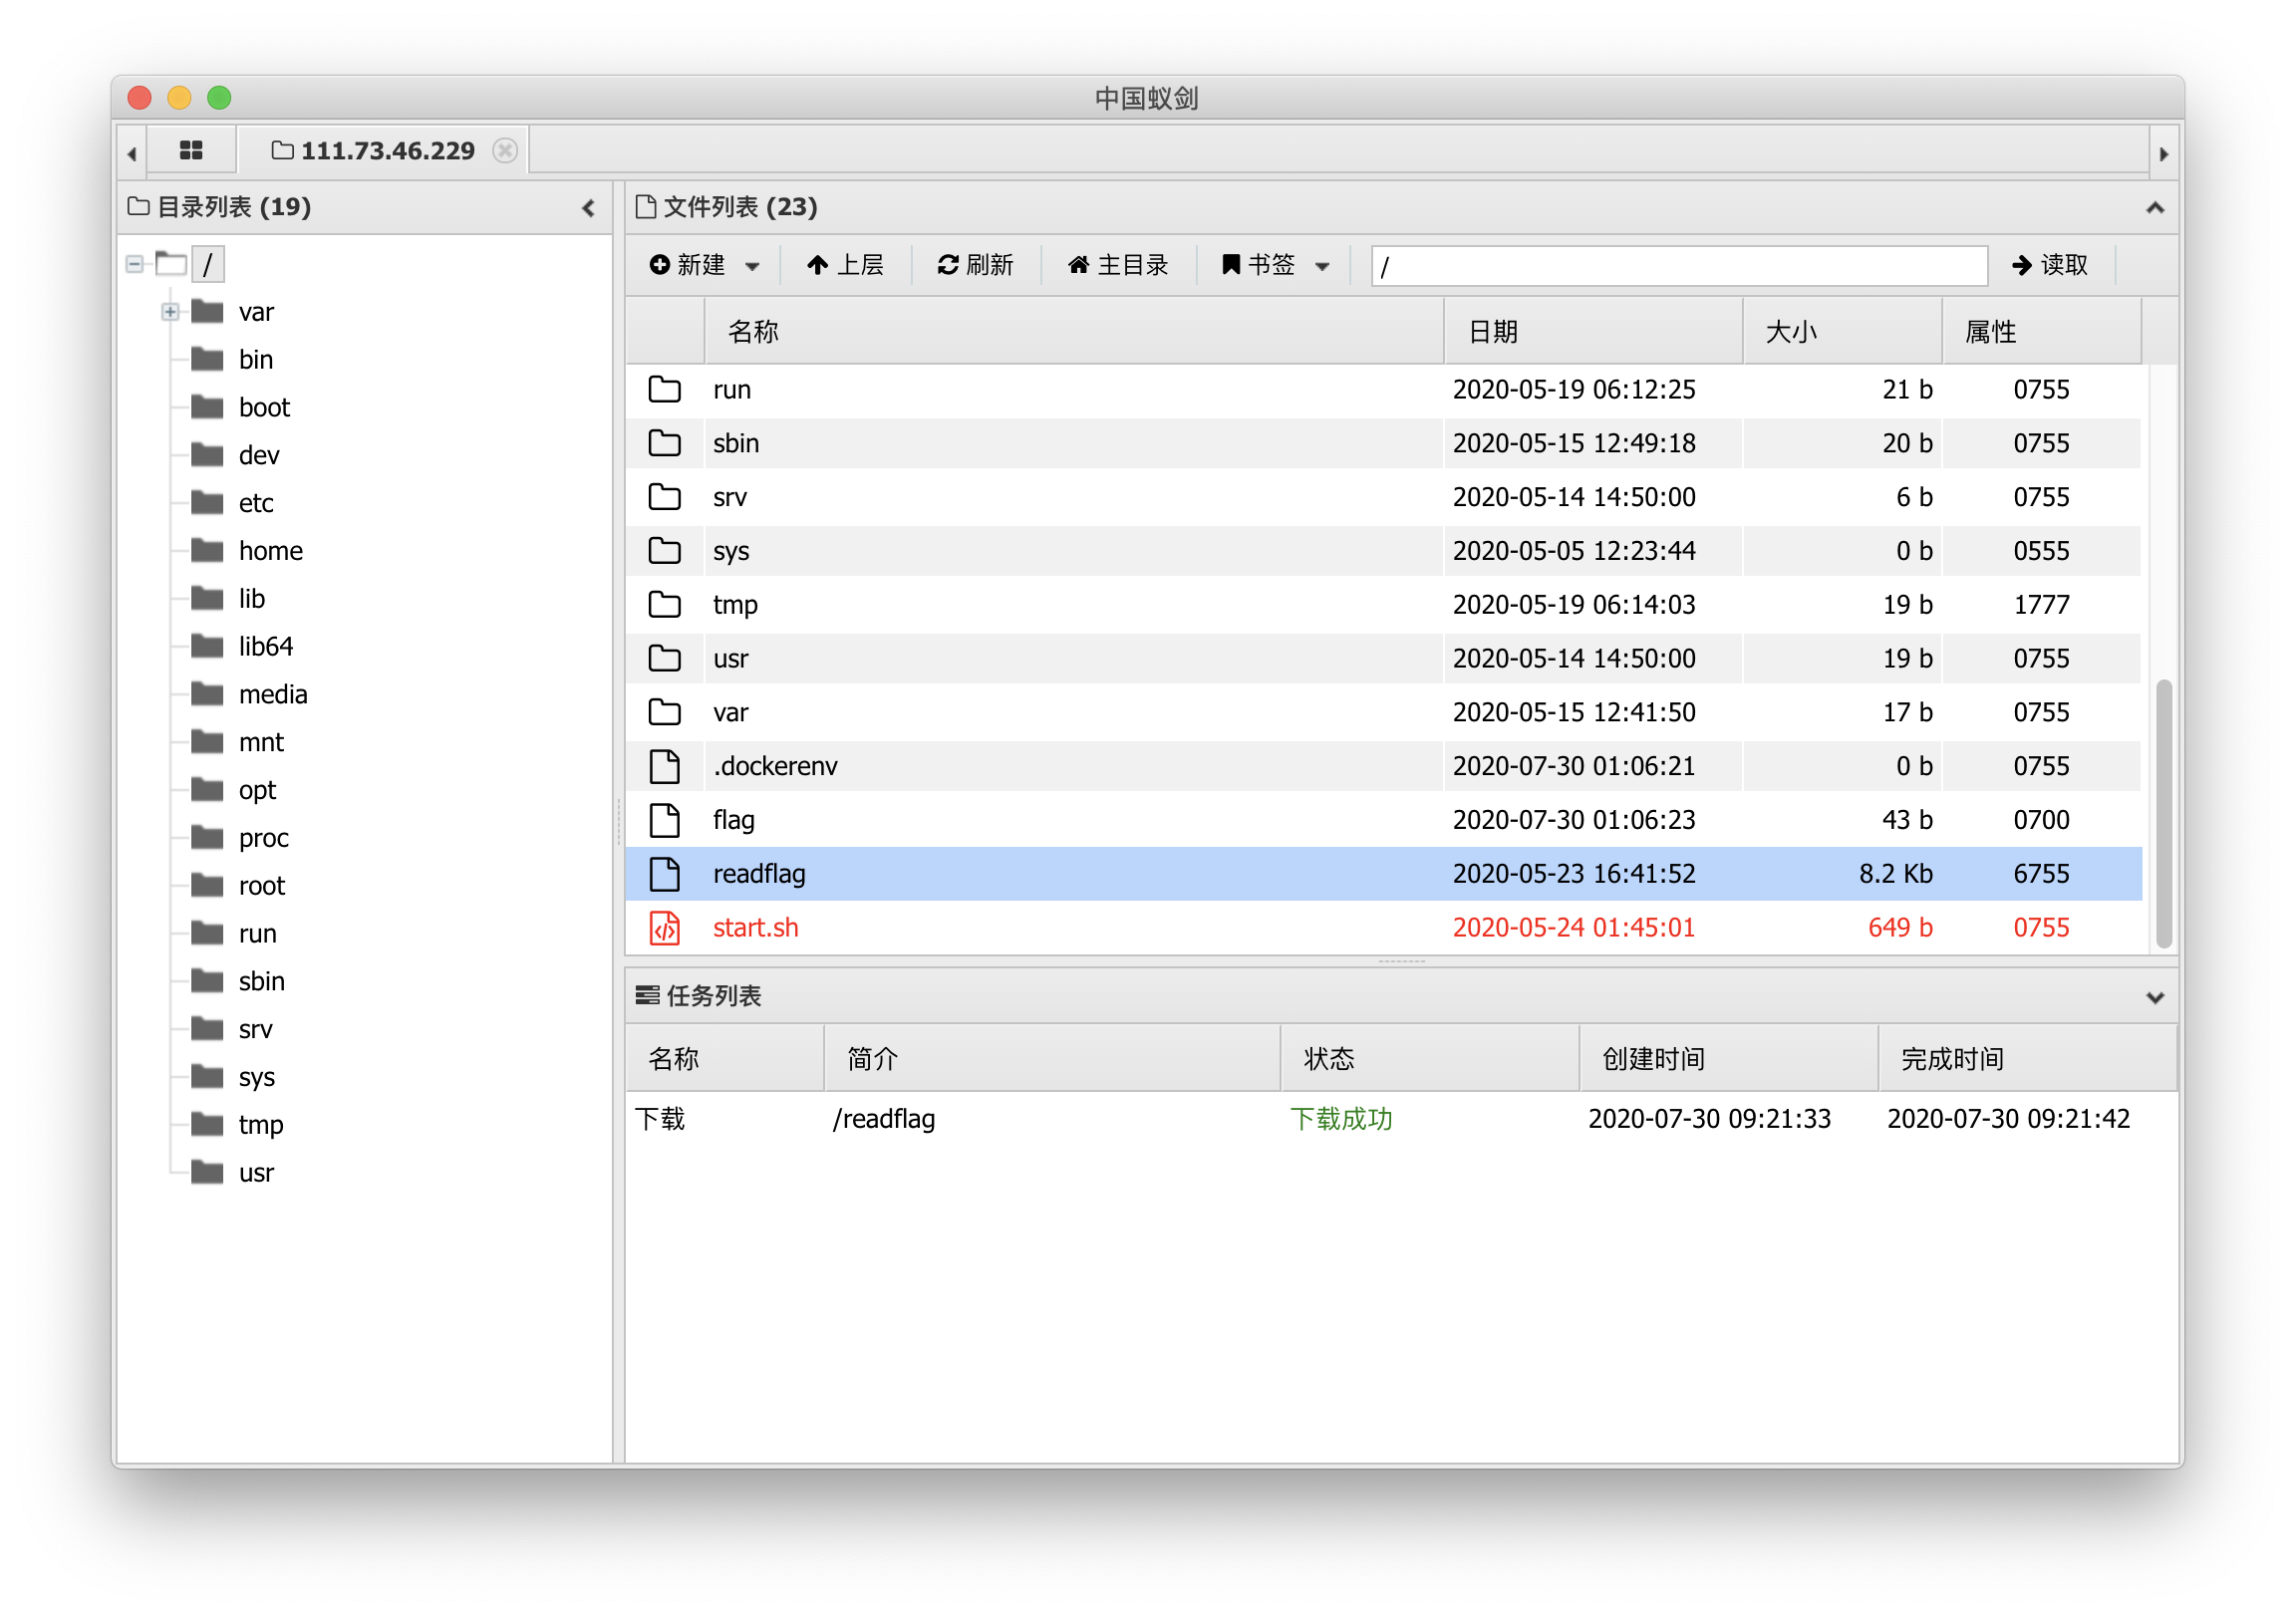 中国蚁剑
111.73.46.229
目录列表 (19)
/
var
bin
boot
dev
etc
home
lib
lib64
media
mnt
opt
proc
root
run
sbin
srv
sys
tmp
usr
文件列表 (23)
新建 上层 刷新 主目录 书签 / 读取
名称 日期 大小 属性
run 2020-05-19 06:12:25 21 b 0755
sbin 2020-05-15 12:49:18 20 b 0755
srv 2020-05-14 14:50:00 6 b 0755
sys 2020-05-05 12:23:44 0 b 0555
tmp 2020-05-19 06:14:03 19 b 1777
usr 2020-05-14 14:50:00 19 b 0755
var 2020-05-15 12:41:50 17 b 0755
.dockerenv 2020-07-30 01:06:21 0 b 0755
flag 2020-07-30 01:06:23 43 b 0700
readflag 2020-05-23 16:41:52 8.2 Kb 6755
start.sh 2020-05-24 01:45:01 649 b 0755
任务列表
名称 简介 状态 创建时间 完成时间
下载 /readflag 下载成功 2020-07-30 09:21:33 2020-07-30 09:21:42